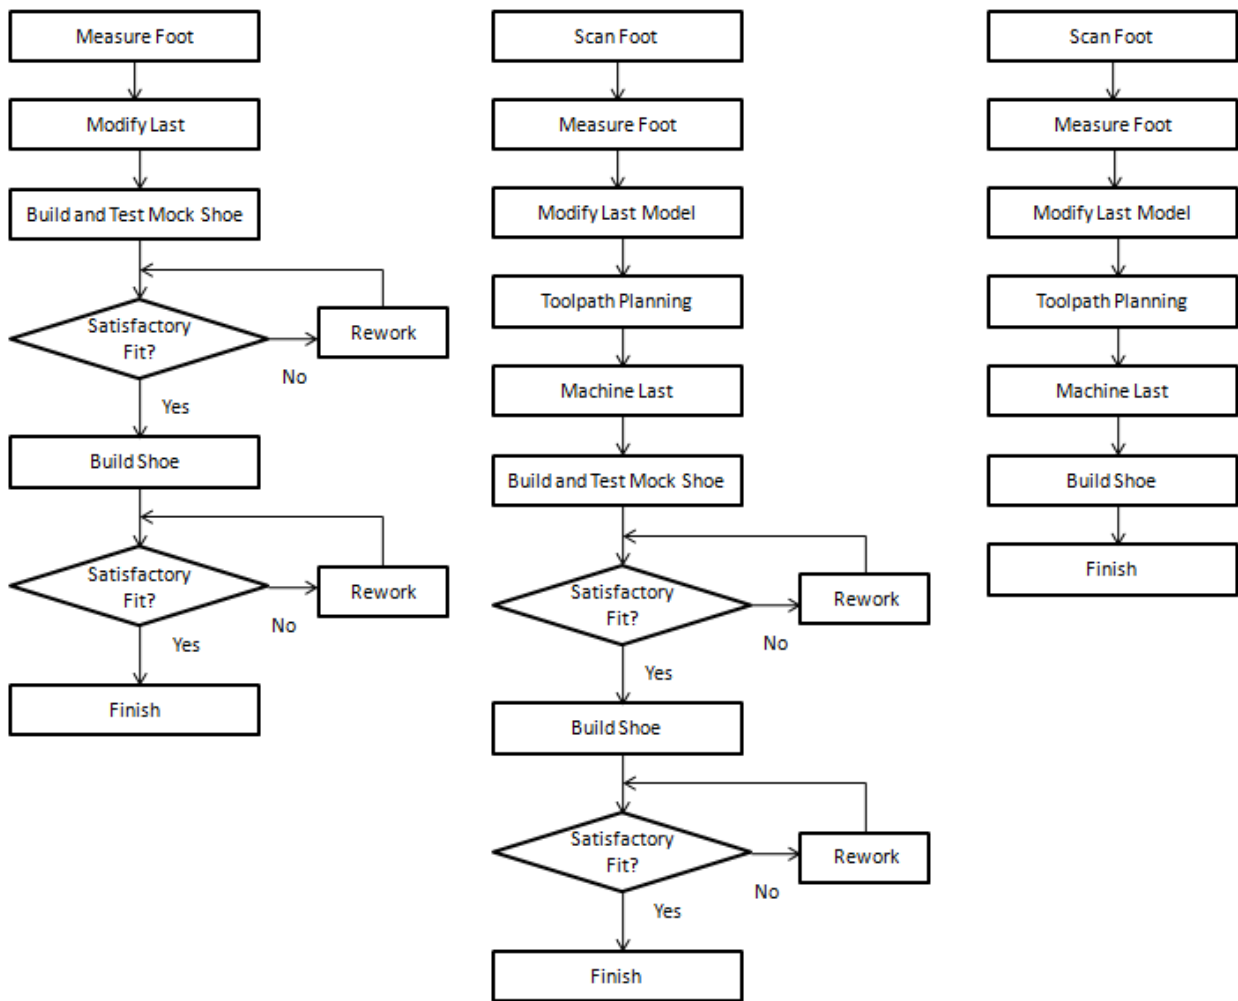 Measure Foot
Modify Last
Build and Test Mock Shoe
Satisfactory
Fit?
Rework
No
Yes
Build Shoe
Satisfactory
Fit?
Rework
No
Yes
Finish
Scan Foot
Measure Foot
Modify Last Model
Toolpath Planning
Machine Last
Build and Test Mock Shoe
Satisfactory
Fit?
Rework
No
Yes
Build Shoe
Satisfactory
Fit?
Rework
No
Yes
Finish
Scan Foot
Measure Foot
Modify Last Model
Toolpath Planning
Machine Last
Build Shoe
Finish